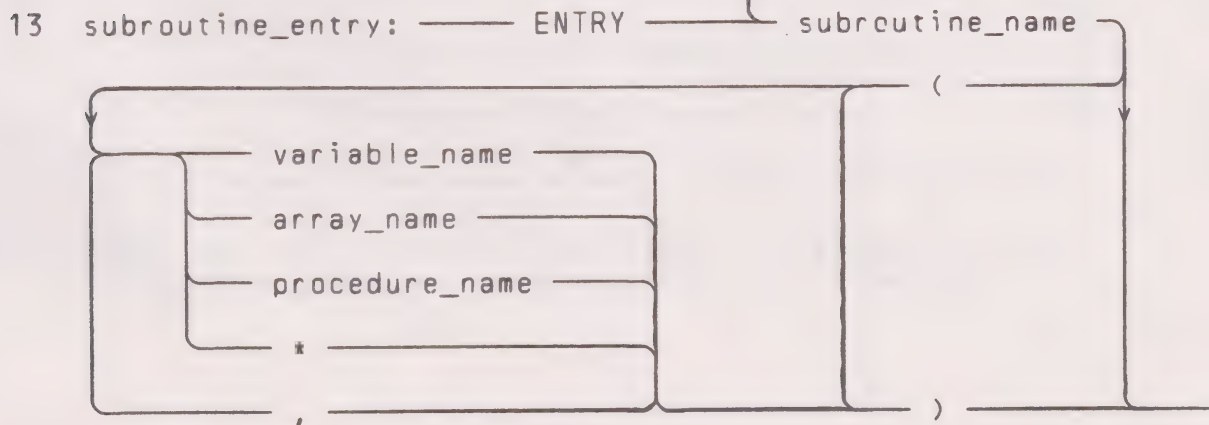 13 subroutine_entry: ENTRY subroutine_name
(
variable_name
array_name
procedure_name
*
, )